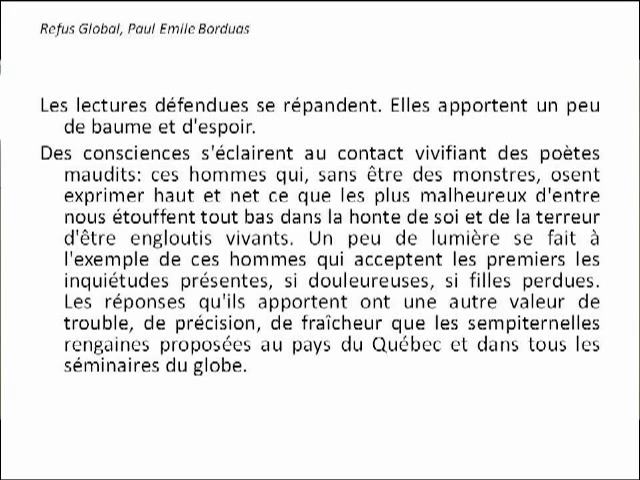 Refus Global, Paul Emile Borduas
Les lectures défendues se répandent. Elles apportent un peu
de baume et d'espoir.
Des consciences s'éclairent au contact vivifiant des poètes
maudits: ces hommes qui, sans être des monstres, osent
exprimer haut et net ce que les plus malheureux d'entre
nous étouffent tout bas dans la honte de soi et de la terreur
d'être engloutis vivants. Un peu de lumière se fait à
l'exemple de ces hommes qui acceptent les premiers les
inquiétudes présentes, si douleureuses, si filles perdues.
Les réponses qu'ils apportent ont une autre valeur de
trouble, de précision, de fraîcheur que les sempiternelles
rengaines proposées au pays du Québec et dans tous les
séminaires du globe.